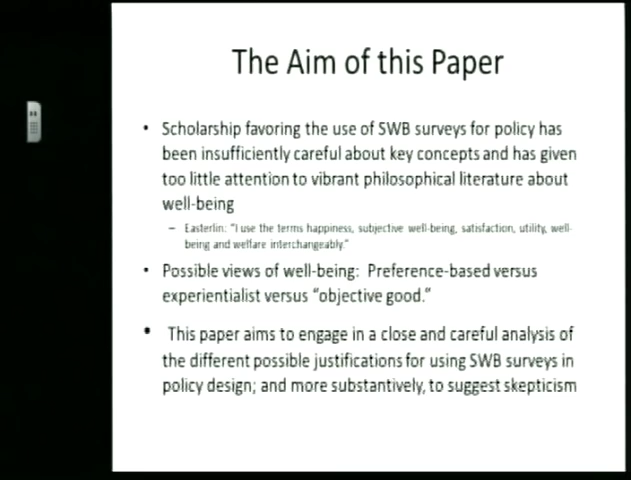 The Aim of this Paper
• Scholarship favoring the use of SWB surveys for policy has
been insufficiently careful about key concepts and has given
too little attention to vibrant philosophical literature about
well-being
– Easterlin: "I use the terms happiness, subjective well-being, satisfaction, utility, well-
being and welfare interchangeably."
• Possible views of well-being: Preference-based versus
experientialist versus "objective good."
• This paper aims to engage in a close and careful analysis of
the different possible justifications for using SWB surveys in
policy design; and more substantively, to suggest skepticism